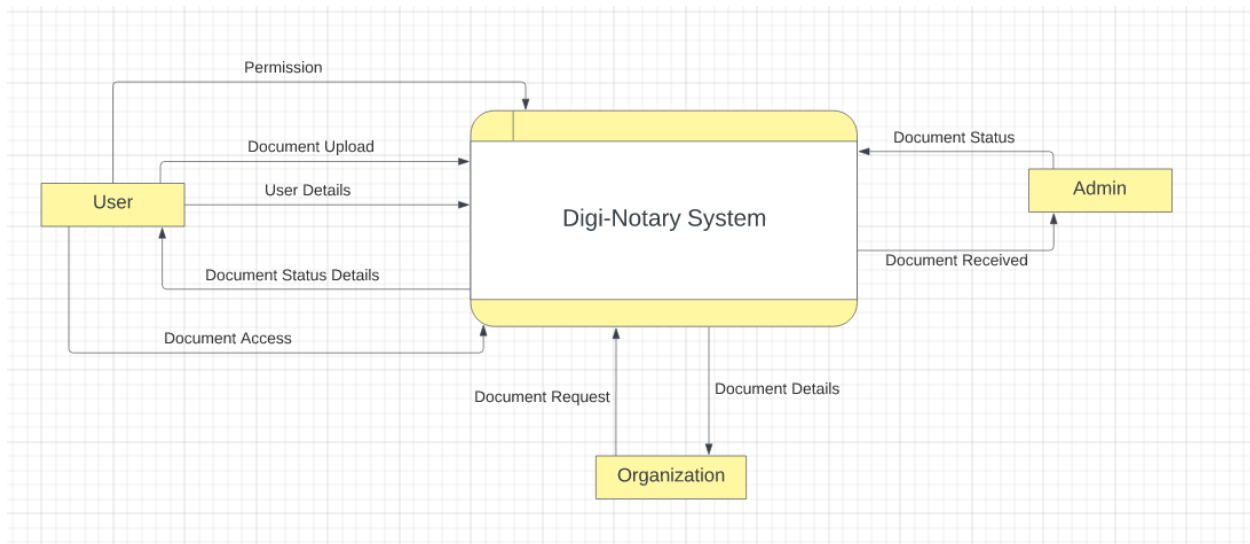 Permission
Document Upload
Document Status
User Details
Admin
User
Digi-Notary System
Document Received
Document Status Details
Document Access
Document Request
Document Details
Organization